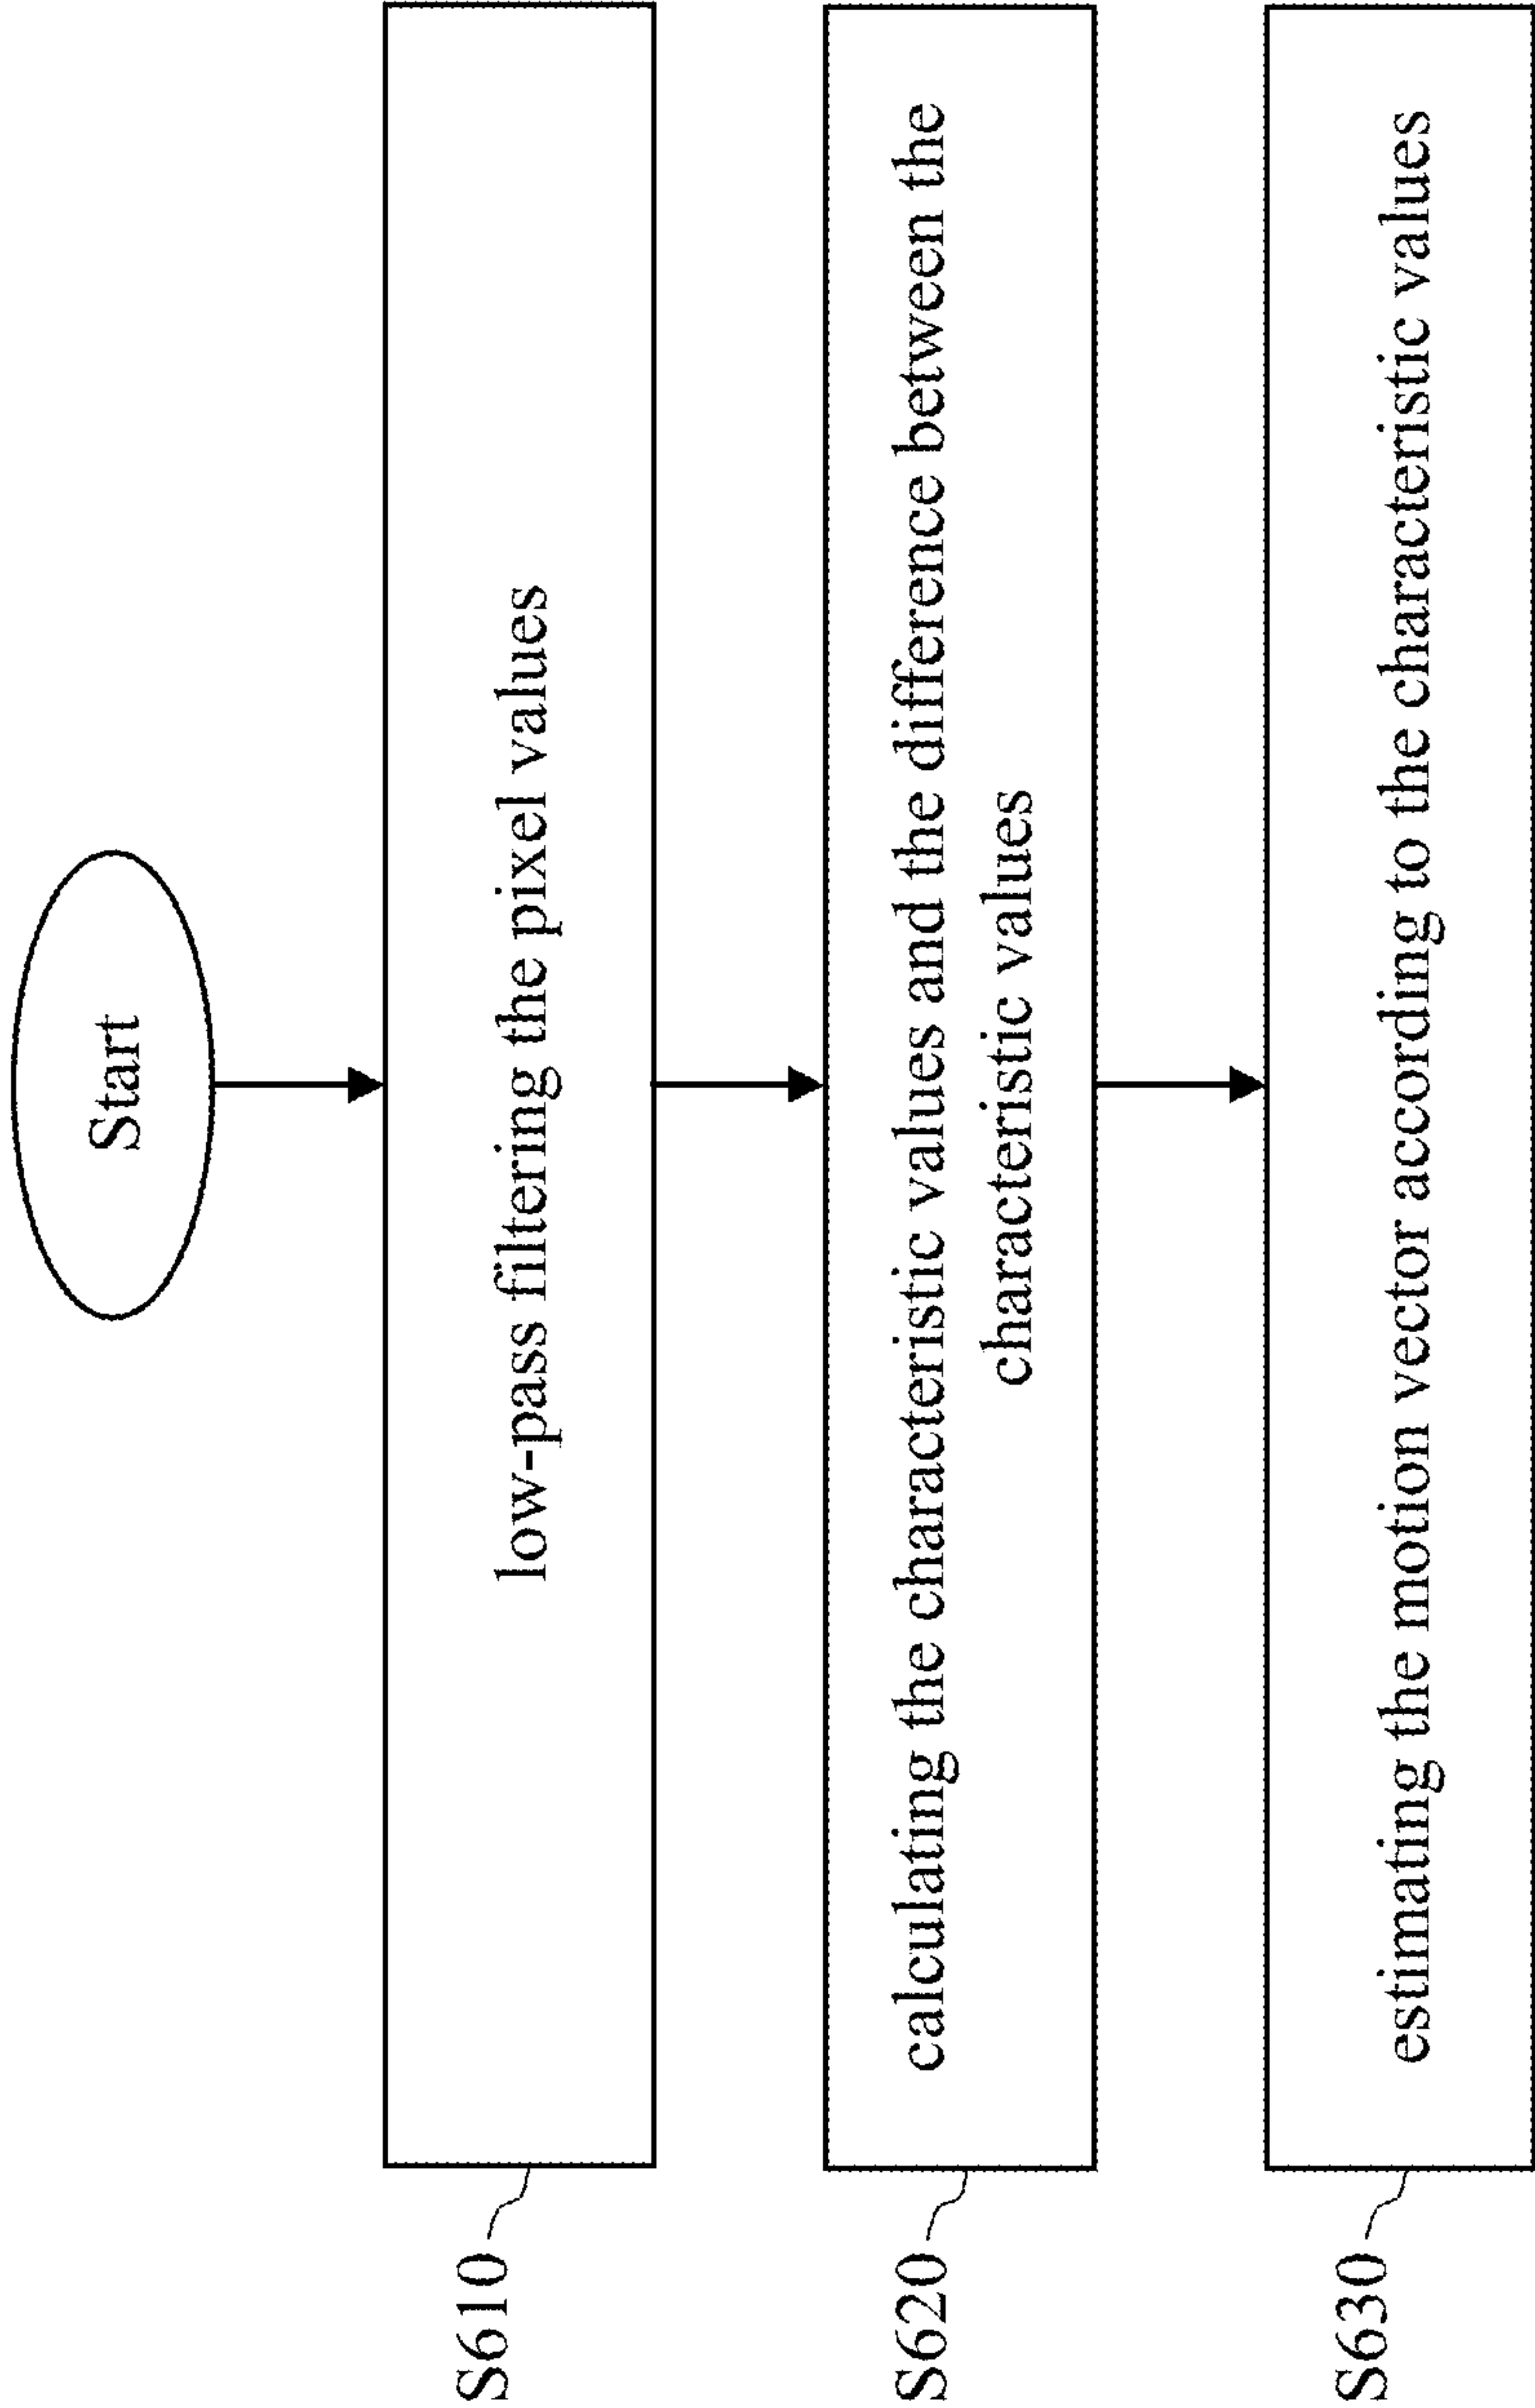 Start
S610
low-pass filtering the pixel values
S620
calculating the characteristic values and the difference between the
characteristic values
S630
estimating the motion vector according to the characteristic values